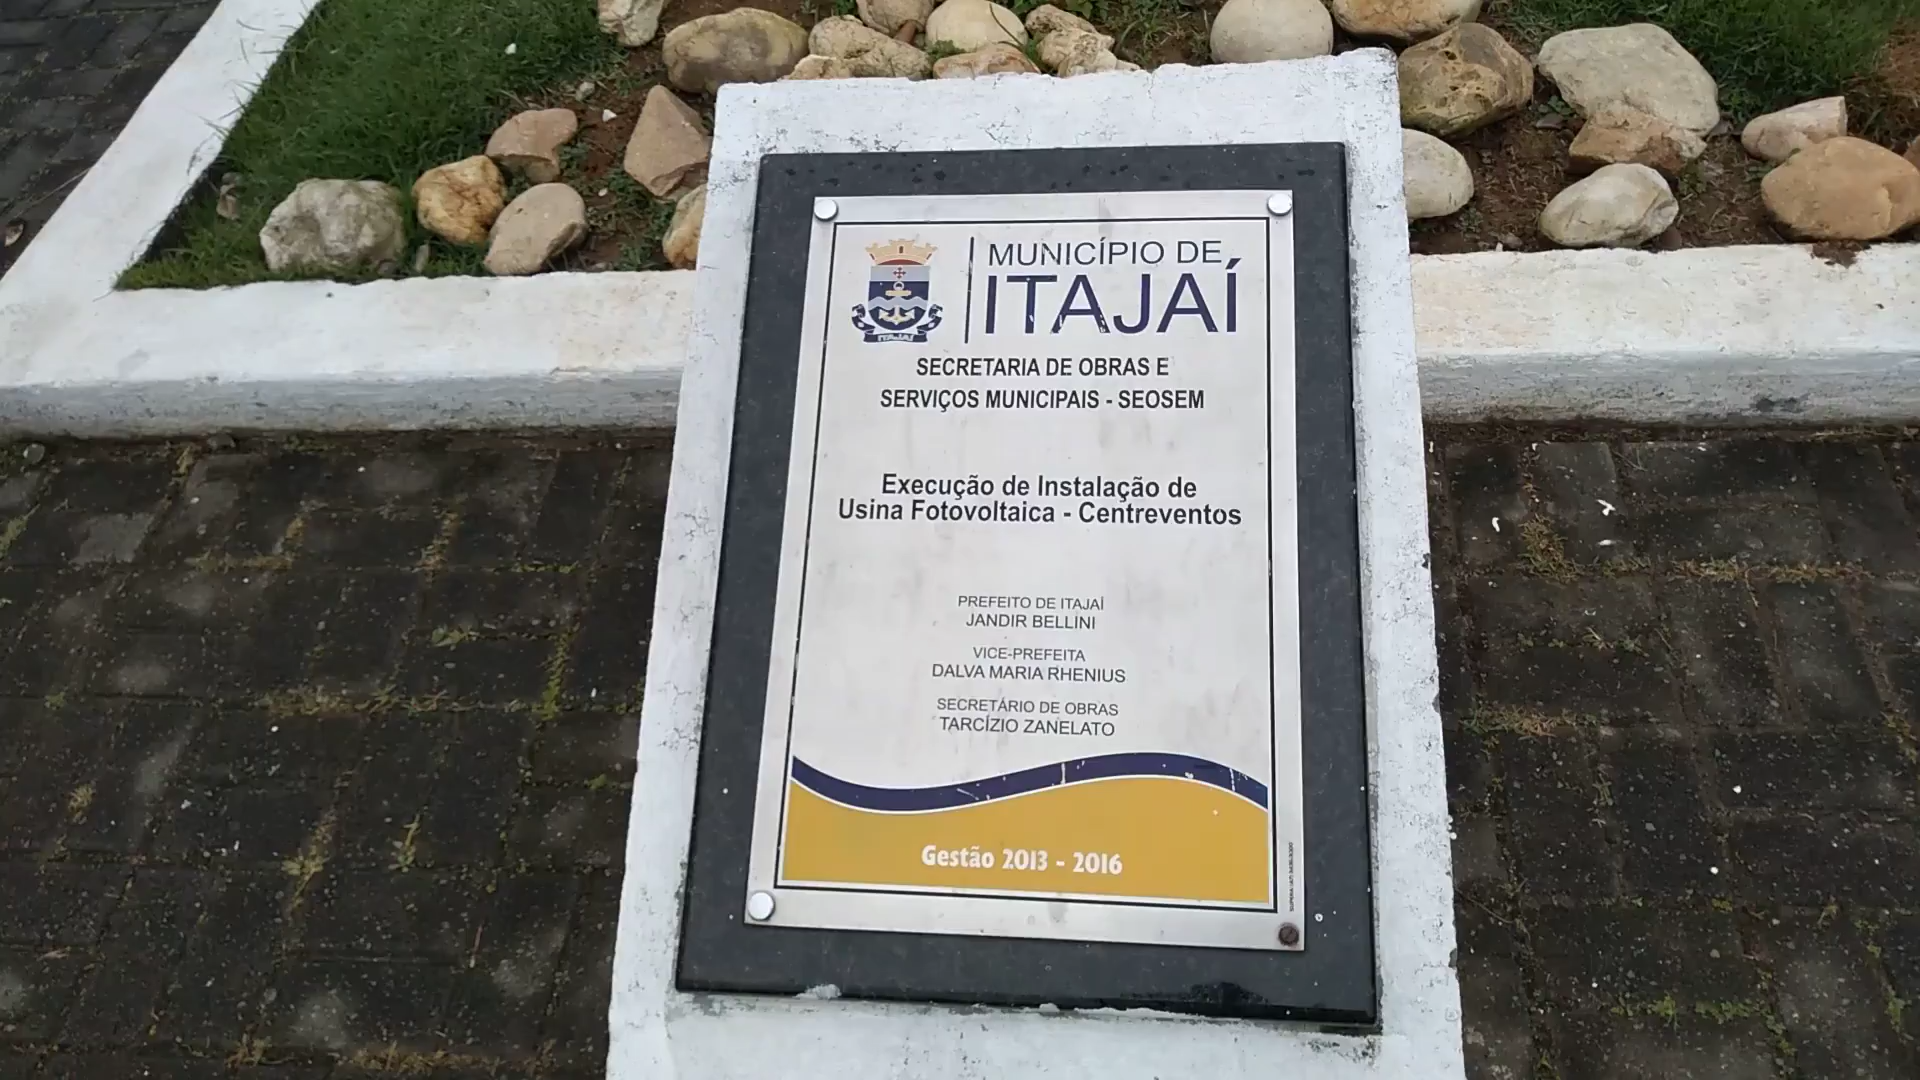 MUNICÍPIO DE
ITAJAÍ
ITAJAÍ
SECRETARIA DE OBRAS E
SERVIÇOS MUNICIPAIS - SEOSEM
Execução de Instalação de
Usina Fotovoltaica - Centreventos
PREFEITO DE ITAJAÍ
JANDIR BELLINI
VICE-PREFEITA
DALVA MARIA RHENIUS
SECRETÁRIO DE OBRAS
TARCÍZIO ZANELATO
Gestão 2013 - 2016